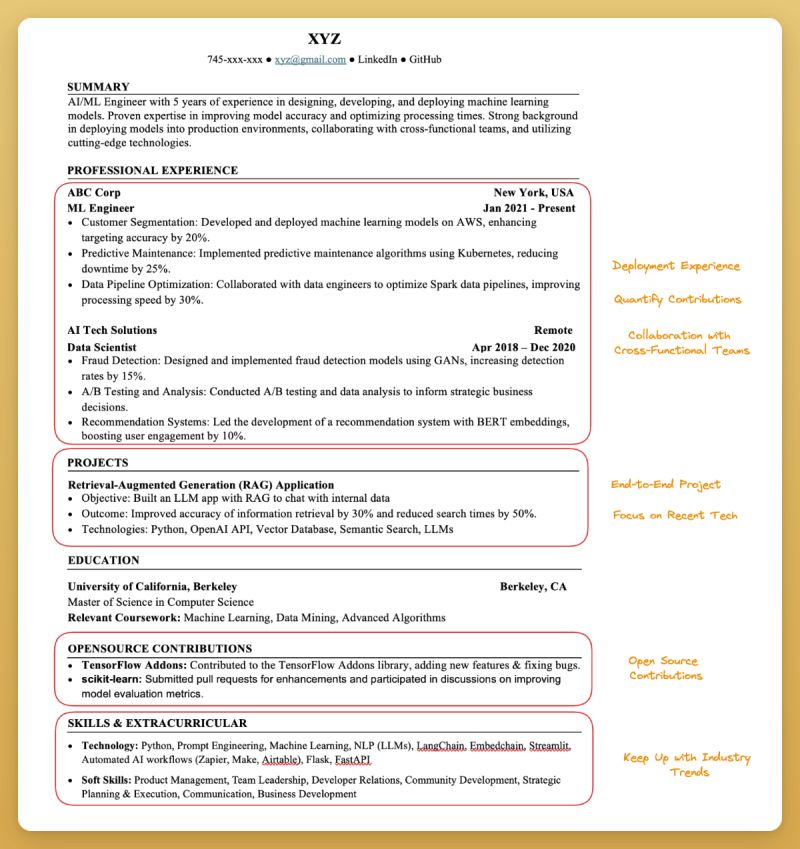 XYZ
745-xxx-xxx ● xyz@gmail.com ● LinkedIn ● GitHub
SUMMARY
AI/ML Engineer with 5 years of experience in designing, developing, and deploying machine learning
models. Proven expertise in improving model accuracy and optimizing processing times. Strong background
in deploying models into production environments, collaborating with cross-functional teams, and utilizing
cutting-edge technologies.
PROFESSIONAL EXPERIENCE
ABC Corp New York, USA
ML Engineer Jan 2021 - Present
• Customer Segmentation: Developed and deployed machine learning models on AWS, enhancing
targeting accuracy by 20%.
• Predictive Maintenance: Implemented predictive maintenance algorithms using Kubernetes, reducing
downtime by 25%.
• Data Pipeline Optimization: Collaborated with data engineers to optimize Spark data pipelines, improving
processing speed by 30%.
Deployment Experience
Quantify Contributions
Collaboration with
Cross-Functional Teams
AI Tech Solutions Remote
Data Scientist Apr 2018 – Dec 2020
• Fraud Detection: Designed and implemented fraud detection models using GANs, increasing detection
rates by 15%.
• A/B Testing and Analysis: Conducted A/B testing and data analysis to inform strategic business
decisions.
• Recommendation Systems: Led the development of a recommendation system with BERT embeddings,
boosting user engagement by 10%.
PROJECTS
Retrieval-Augmented Generation (RAG) Application
• Objective: Built an LLM app with RAG to chat with internal data
• Outcome: Improved accuracy of information retrieval by 30% and reduced search times by 50%.
• Technologies: Python, OpenAI API, Vector Database, Semantic Search, LLMs
End-to-End Project
Focus on Recent Tech
EDUCATION
University of California, Berkeley Berkeley, CA
Master of Science in Computer Science
Relevant Coursework: Machine Learning, Data Mining, Advanced Algorithms
OPENSOURCE CONTRIBUTIONS
• TensorFlow Addons: Contributed to the TensorFlow Addons library, adding new features & fixing bugs.
• scikit-learn: Submitted pull requests for enhancements and participated in discussions on improving
model evaluation metrics.
Open Source
Contributions
SKILLS & EXTRACURRICULAR
• Technology: Python, Prompt Engineering, Machine Learning, NLP (LLMs), LangChain, Embedchain, Streamlit,
Automated AI workflows (Zapier, Make, Airtable), Flask, FastAPI
• Soft Skills: Product Management, Team Leadership, Developer Relations, Community Development, Strategic
Planning & Execution, Communication, Business Development
Keep Up with Industry
Trends